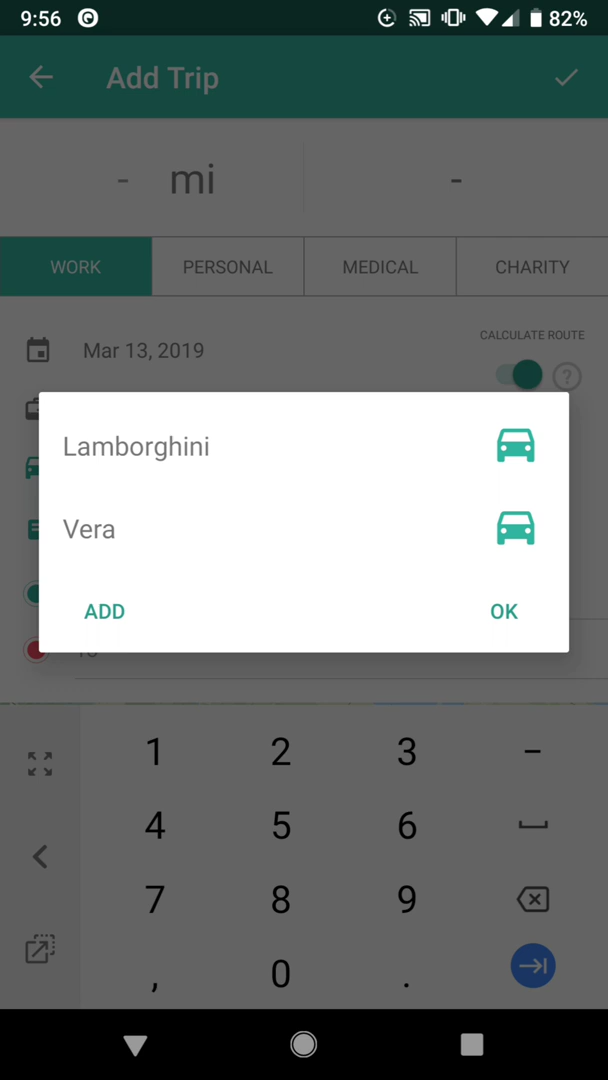 9:56 82%
Add Trip
- mi -
WORK PERSONAL MEDICAL CHARITY
CALCULATE ROUTE
Mar 13, 2019
?
Lamborghini
Vera
ADD OK
1 2 3 –
4 5 6
7 8 9
, 0 .